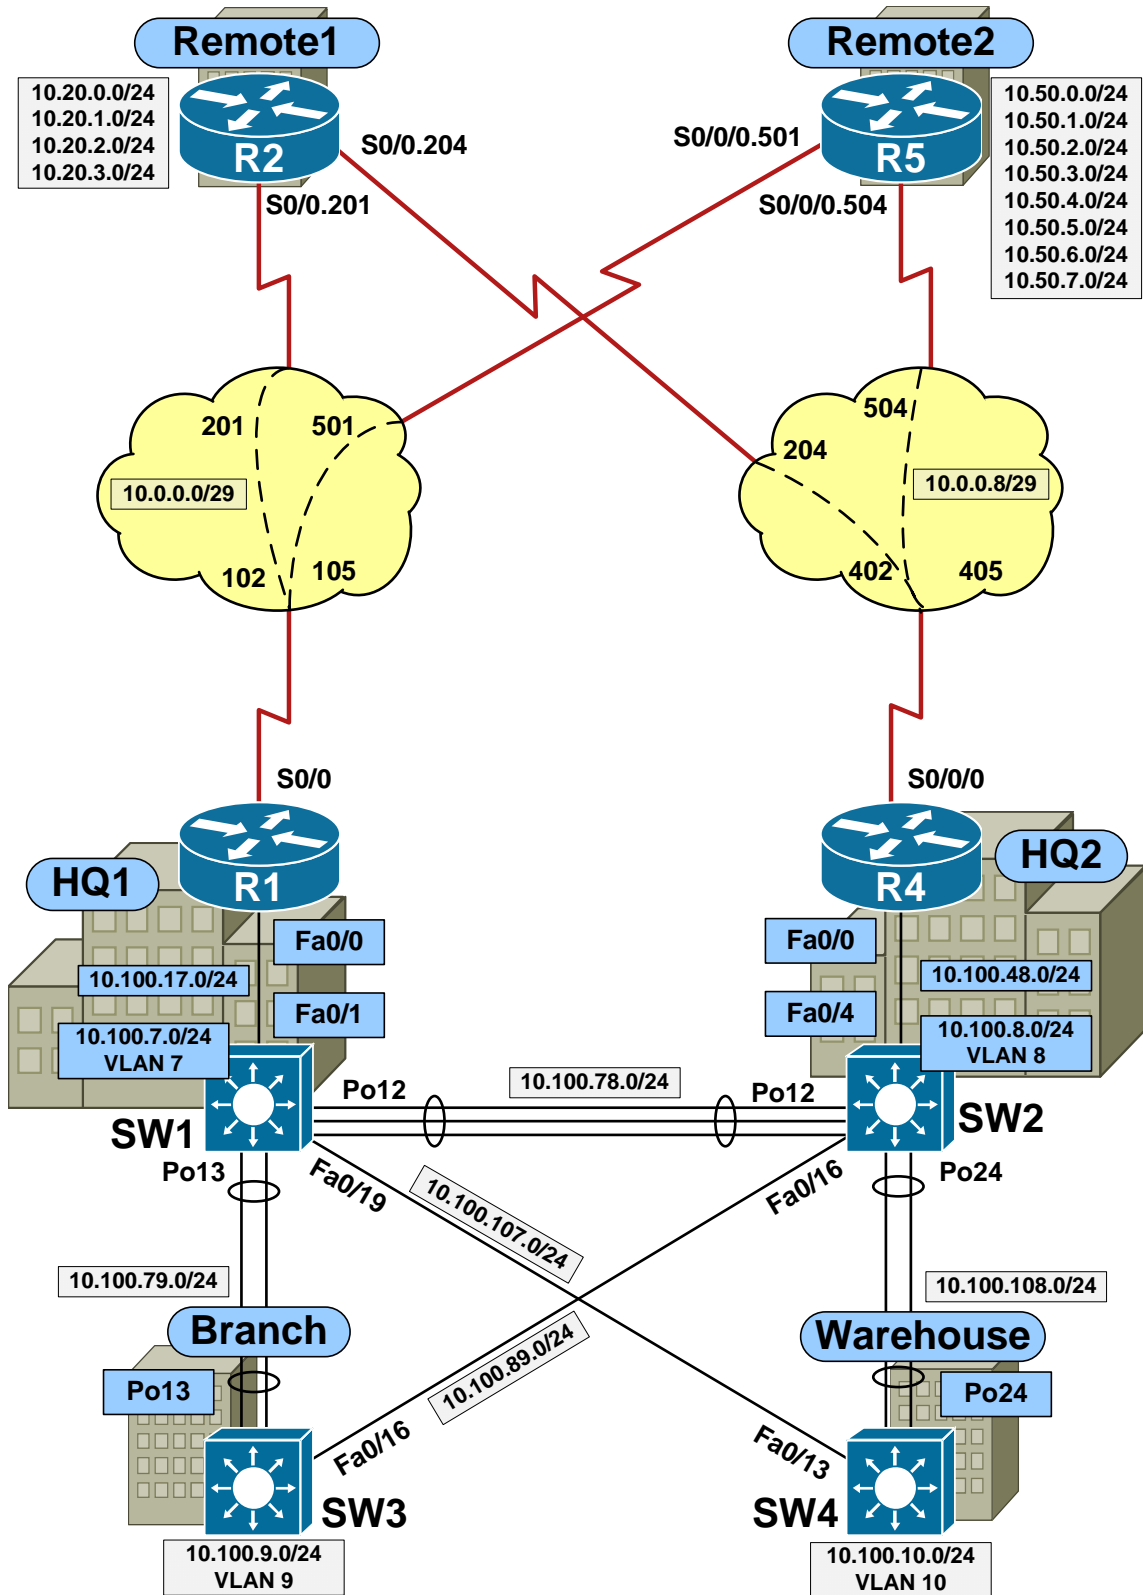 Remote1
Remote2
10.20.0.0/24
10.20.1.0/24
10.20.2.0/24
10.20.3.0/24
R2
S0/0.204
S0/0.201
S0/0/0.501
R5
S0/0/0.504
10.50.0.0/24
10.50.1.0/24
10.50.2.0/24
10.50.3.0/24
10.50.4.0/24
10.50.5.0/24
10.50.6.0/24
10.50.7.0/24
201
501
10.0.0.0/29
102
105
504
204
10.0.0.8/29
402
405
S0/0
S0/0/0
HQ1
R1
R4
HQ2
Fa0/0
Fa0/0
10.100.17.0/24
10.100.48.0/24
Fa0/1
Fa0/4
10.100.7.0/24
VLAN 7
10.100.8.0/24
VLAN 8
Po12
10.100.78.0/24
Po12
SW1
SW2
Po13
Fa0/19
10.100.107.0/24
Fa0/16
Po24
10.100.79.0/24
10.100.108.0/24
Branch
Warehouse
10.100.89.0/24
Po13
Po24
Fa0/16
Fa0/13
SW3
SW4
10.100.9.0/24
VLAN 9
10.100.10.0/24
VLAN 10